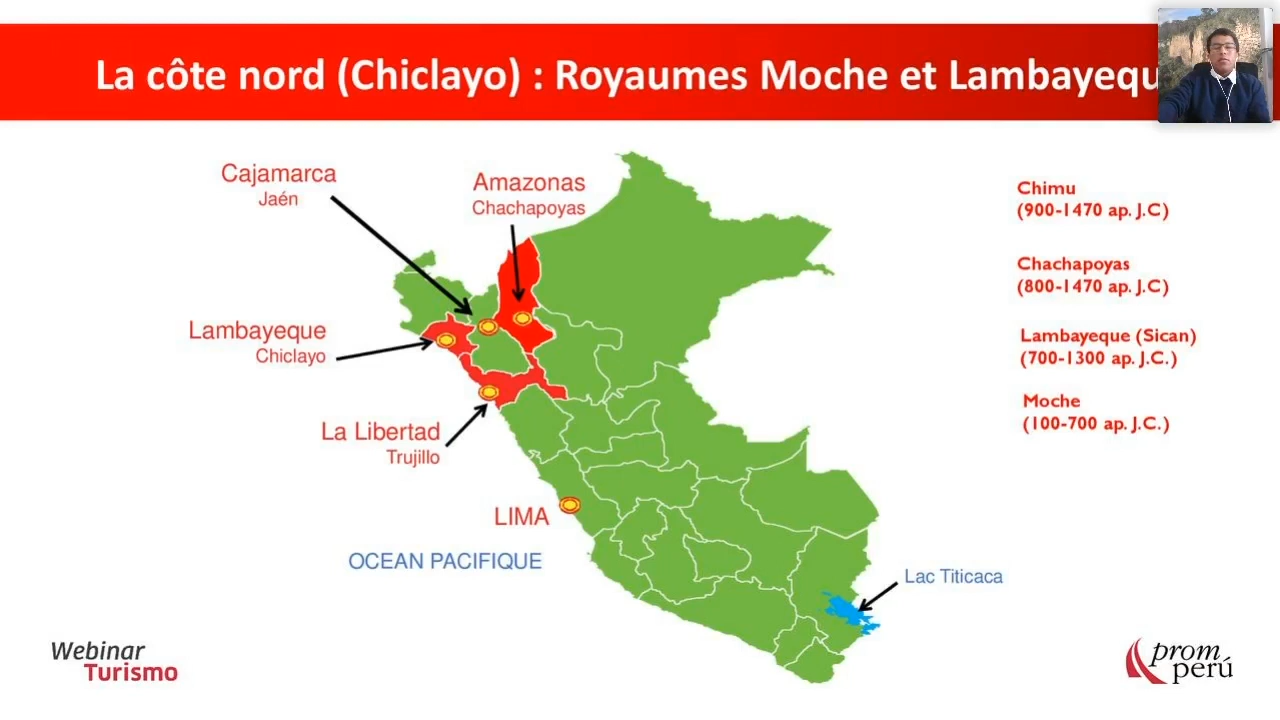 La côte nord (Chiclayo) : Royaumes Moche et Lambayequ
Cajamarca
Jaén
Amazonas
Chachapoyas
Lambayeque
Chiclayo
La Libertad
Trujillo
LIMA
OCEAN PACIFIQUE
Lac Titicaca
Chimu
(900-1470 ap. J.C)
Chachapoyas
(800-1470 ap. J.C)
Lambayeque (Sican)
(700-1300 ap. J.C.)
Moche
(100-700 ap. J.C.)
Webinar
Turismo
prom
perú